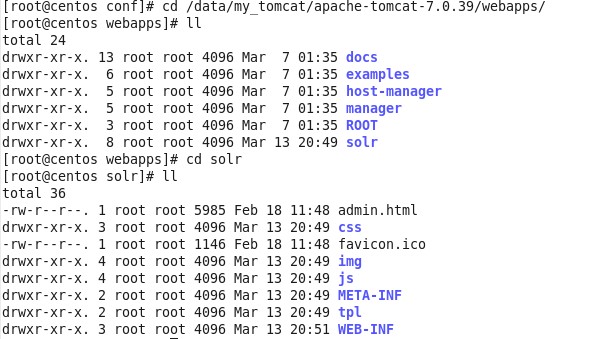 [root@centos conf]# cd /data/my_tomcat/apache-tomcat-7.0.39/webapps/
[root@centos webapps]# ll
total 24
drwxr-xr-x. 13 root root 4096 Mar  7 01:35 docs
drwxr-xr-x.  6 root root 4096 Mar  7 01:35 examples
drwxr-xr-x.  5 root root 4096 Mar  7 01:35 host-manager
drwxr-xr-x.  5 root root 4096 Mar  7 01:35 manager
drwxr-xr-x.  3 root root 4096 Mar  7 01:35 ROOT
drwxr-xr-x.  8 root root 4096 Mar 13 20:49 solr
[root@centos webapps]# cd solr
[root@centos solr]# ll
total 36
-rw-r--r--. 1 root root 5985 Feb 18 11:48 admin.html
drwxr-xr-x. 3 root root 4096 Mar 13 20:49 css
-rw-r--r--. 1 root root 1146 Feb 18 11:48 favicon.ico
drwxr-xr-x. 4 root root 4096 Mar 13 20:49 img
drwxr-xr-x. 4 root root 4096 Mar 13 20:49 js
drwxr-xr-x. 2 root root 4096 Mar 13 20:49 META-INF
drwxr-xr-x. 2 root root 4096 Mar 13 20:49 tpl
drwxr-xr-x. 3 root root 4096 Mar 13 20:51 WEB-INF